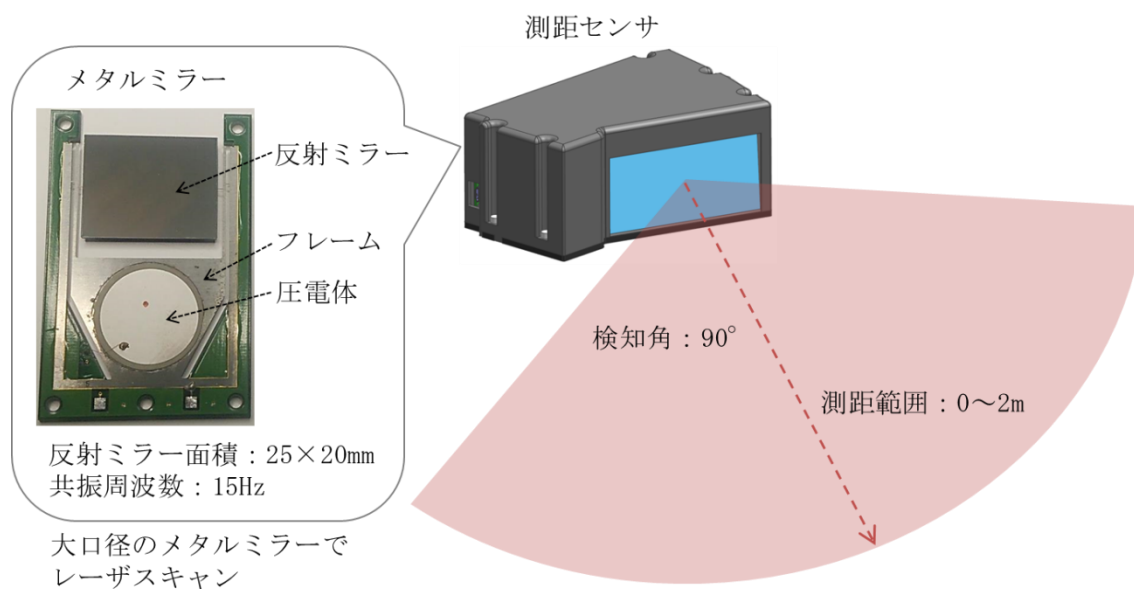 測距センサ
メタルミラー
反射ミラー
フレーム
圧電体
反射ミラー面積：25×20mm
共振周波数：15Hz
大口径のメタルミラーで
レーザスキャン
検知角：90°
測距範囲：0～2m